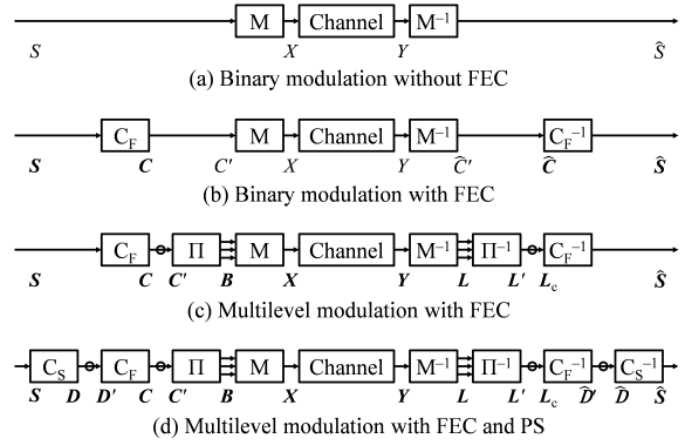 M Channel M⁻¹
S X Y Ŝ
(a) Binary modulation without FEC
C_F M Channel M⁻¹ C_F⁻¹
S C C′ X Y Ĉ′ Ĉ Ŝ
(b) Binary modulation with FEC
C_F Π M Channel M⁻¹ Π⁻¹ C_F⁻¹
S C C′ B X Y L L′ L_c Ŝ
(c) Multilevel modulation with FEC
C_S C_F Π M Channel M⁻¹ Π⁻¹ C_F⁻¹ C_S⁻¹
S D D′ C C′ B X Y L L′ L_c D̂′ D̂ Ŝ
(d) Multilevel modulation with FEC and PS